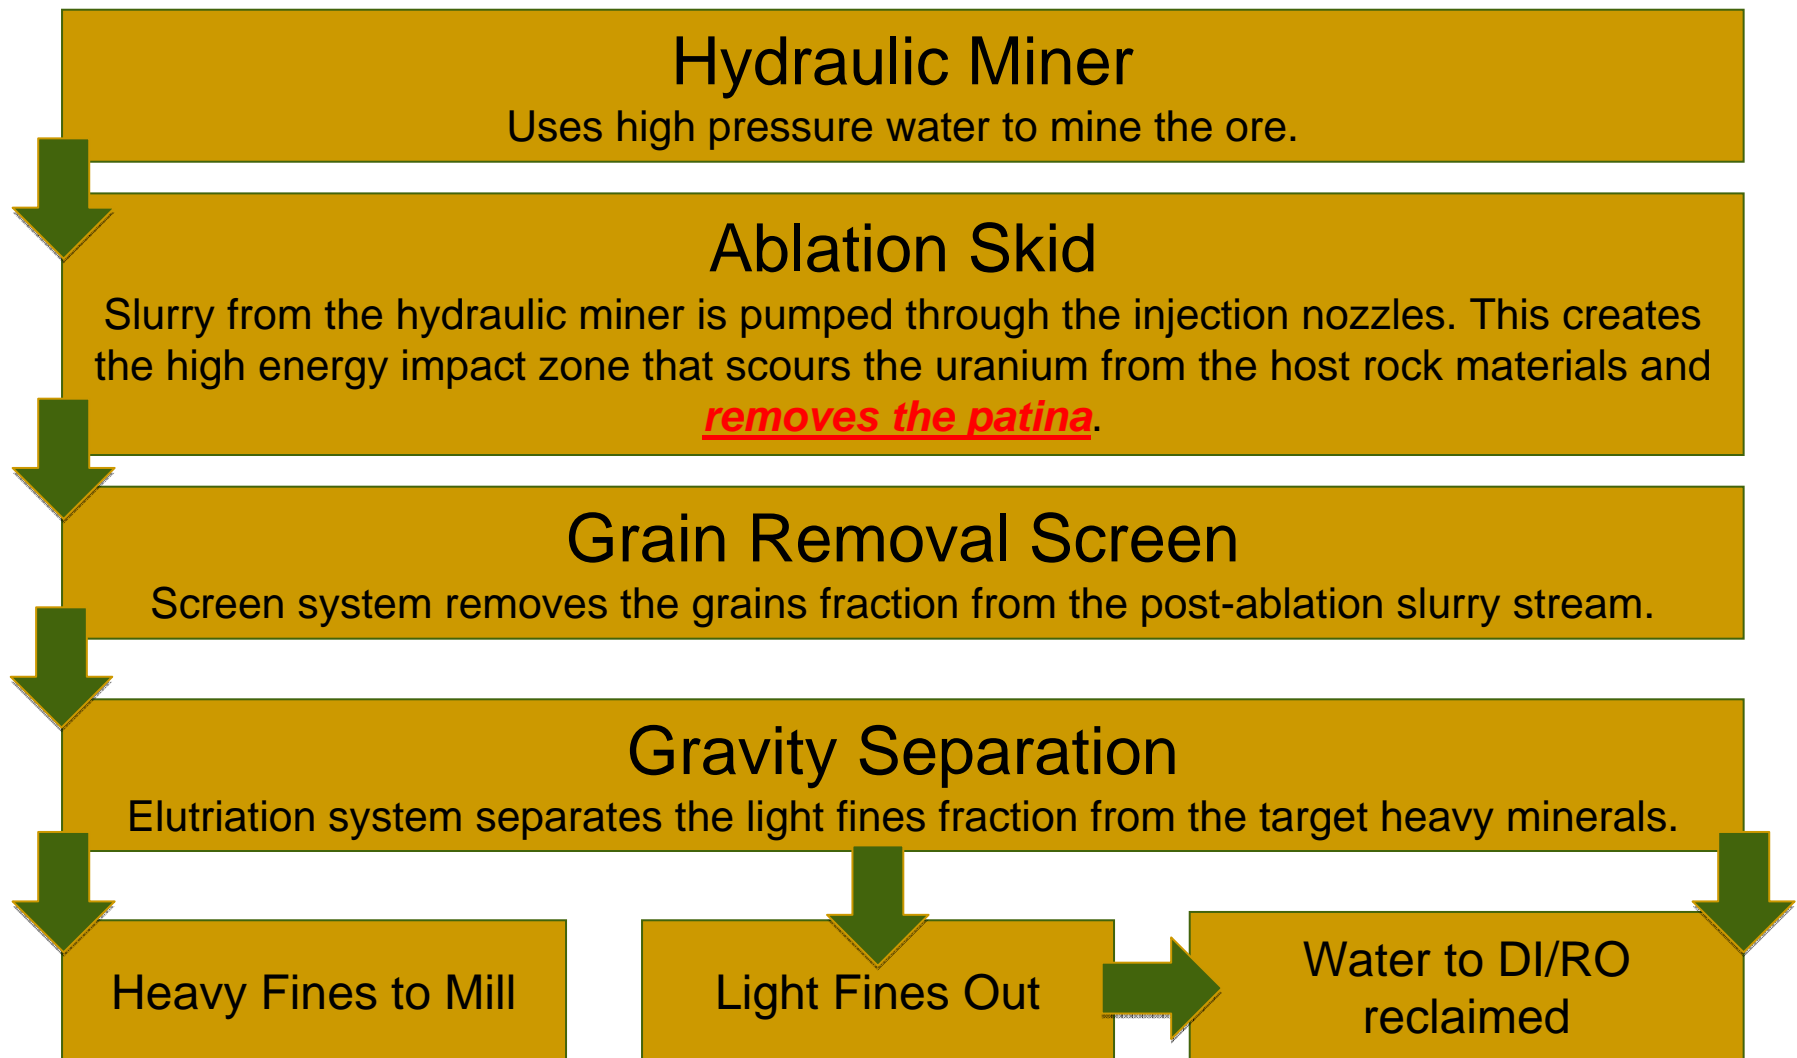 Hydraulic Miner
Uses high pressure water to mine the ore.
Ablation Skid
Slurry from the hydraulic miner is pumped through the injection nozzles. This creates
the high energy impact zone that scours the uranium from the host rock materials and
removes the patina.
Grain Removal Screen
Screen system removes the grains fraction from the post-ablation slurry stream.
Gravity Separation
Elutriation system separates the light fines fraction from the target heavy minerals.
Heavy Fines to Mill
Light Fines Out
Water to DI/RO
reclaimed